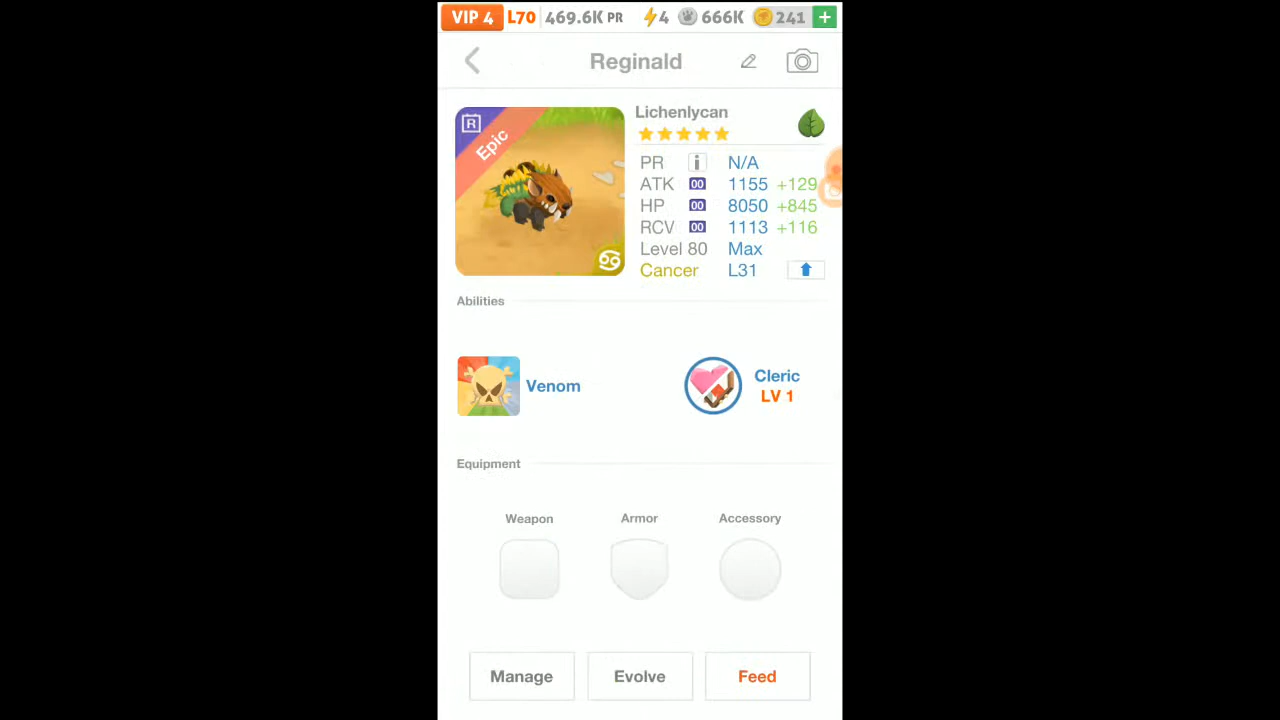 VIP 4 L70 469.6K PR 4 666K 241 +
Reginald
R
Epic
Lichenlycan
PR i N/A
ATK 00 1155 +129
HP 00 8050 +845
RCV 00 1113 +116
Level 80 Max
Cancer L31
Abilities
Venom
Cleric
LV 1
Equipment
Weapon Armor Accessory
Manage Evolve Feed